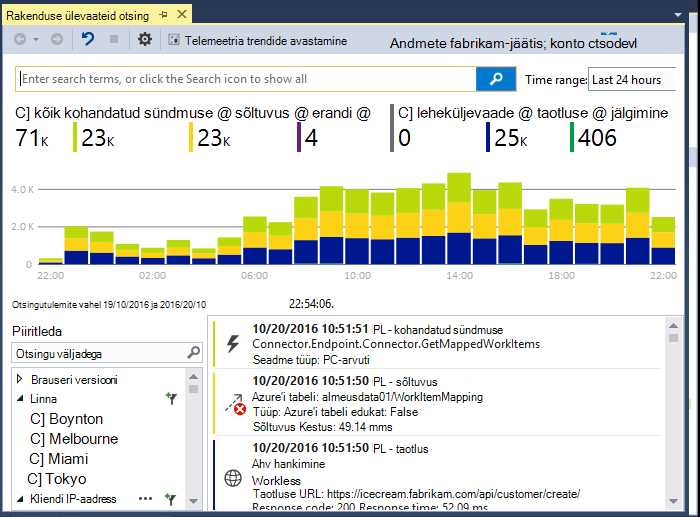 Rakenduse ülevaateid otsing
Telemeetria trendide avastamine
Andmete fabrikam-jäätis; konto ctsodevl
Enter search terms, or click the Search icon to show all
Time range: Last 24 hours
C] kõik kohandatud sündmuse @ sõltuvus @ erandi @ C] leheküljevaade @ taotluse @ jälgimine
71K 23K 23K 4 0 25K 406
4.0 K
2.0 K
0
22:00 02:00 06:00 10:00 14:00 18:00 22:00
Otsingutulemite vahel 19/10/2016 ja 2016/20/10 22:54:06.
Piiritleda
Otsingu väljadega
Brauseri versiooni
Linna
C] Boynton
C] Melbourne
C] Miami
C] Tokyo
Kliendi IP-aadress
10/20/2016 10:51:51 PL - kohandatud sündmuse
Connector.Endpoint.Connector.GetMappedWorkItems
Seadme tüüp: PC-arvuti
10/20/2016 10:51:50 PL - sõltuvus
Azure'i tabeli: almeusdata01/WorkItemMapping
Tüüp: Azure'i tabeli edukat: False
Sõltuvus Kestus: 49.14 mms
10/20/2016 10:51:50 PL - taotlus
Ahv hankimine
Workless
Taotluse URL: https://icecream.fabrikam.com/api/customer/create/
Response code: 200 Response time: 52.09 ms